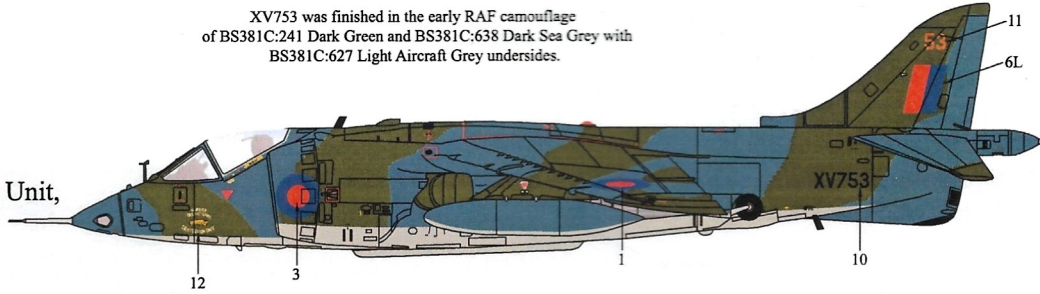 XV753 was finished in the early RAF camouflage
of BS381C:241 Dark Green and BS381C:638 Dark Sea Grey with
BS381C:627 Light Aircraft Grey undersides.
11
53
6L
XV753
Unit,
12
3
1
10